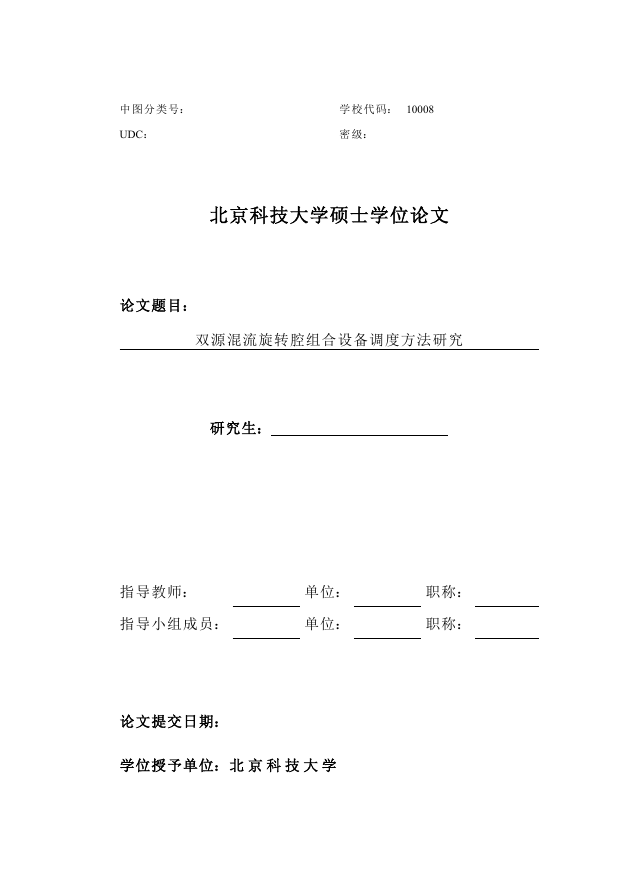 中图分类号： 学校代码： 10008
UDC： 密级：
北京科技大学硕士学位论文
论文题目：
双源混流旋转腔组合设备调度方法研究
研究生：
指导教师： 单位： 职称：
指导小组成员： 单位： 职称：
论文提交日期：
学位授予单位：北京科技大学